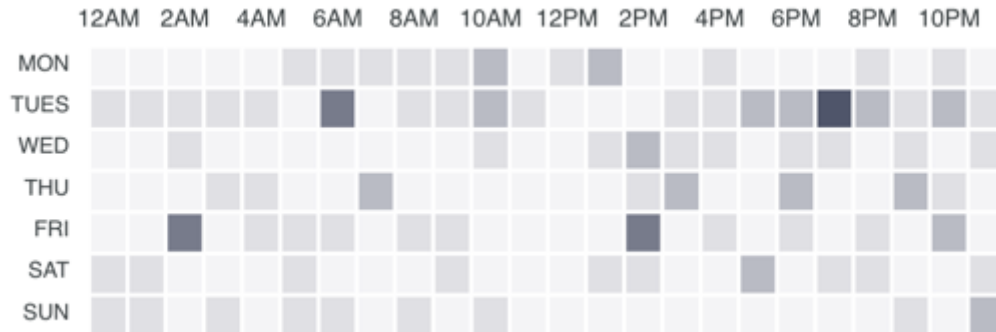 12AM 2AM 4AM 6AM 8AM 10AM 12PM 2PM 4PM 6PM 8PM 10PM
MON
TUES
WED
THU
FRI
SAT
SUN